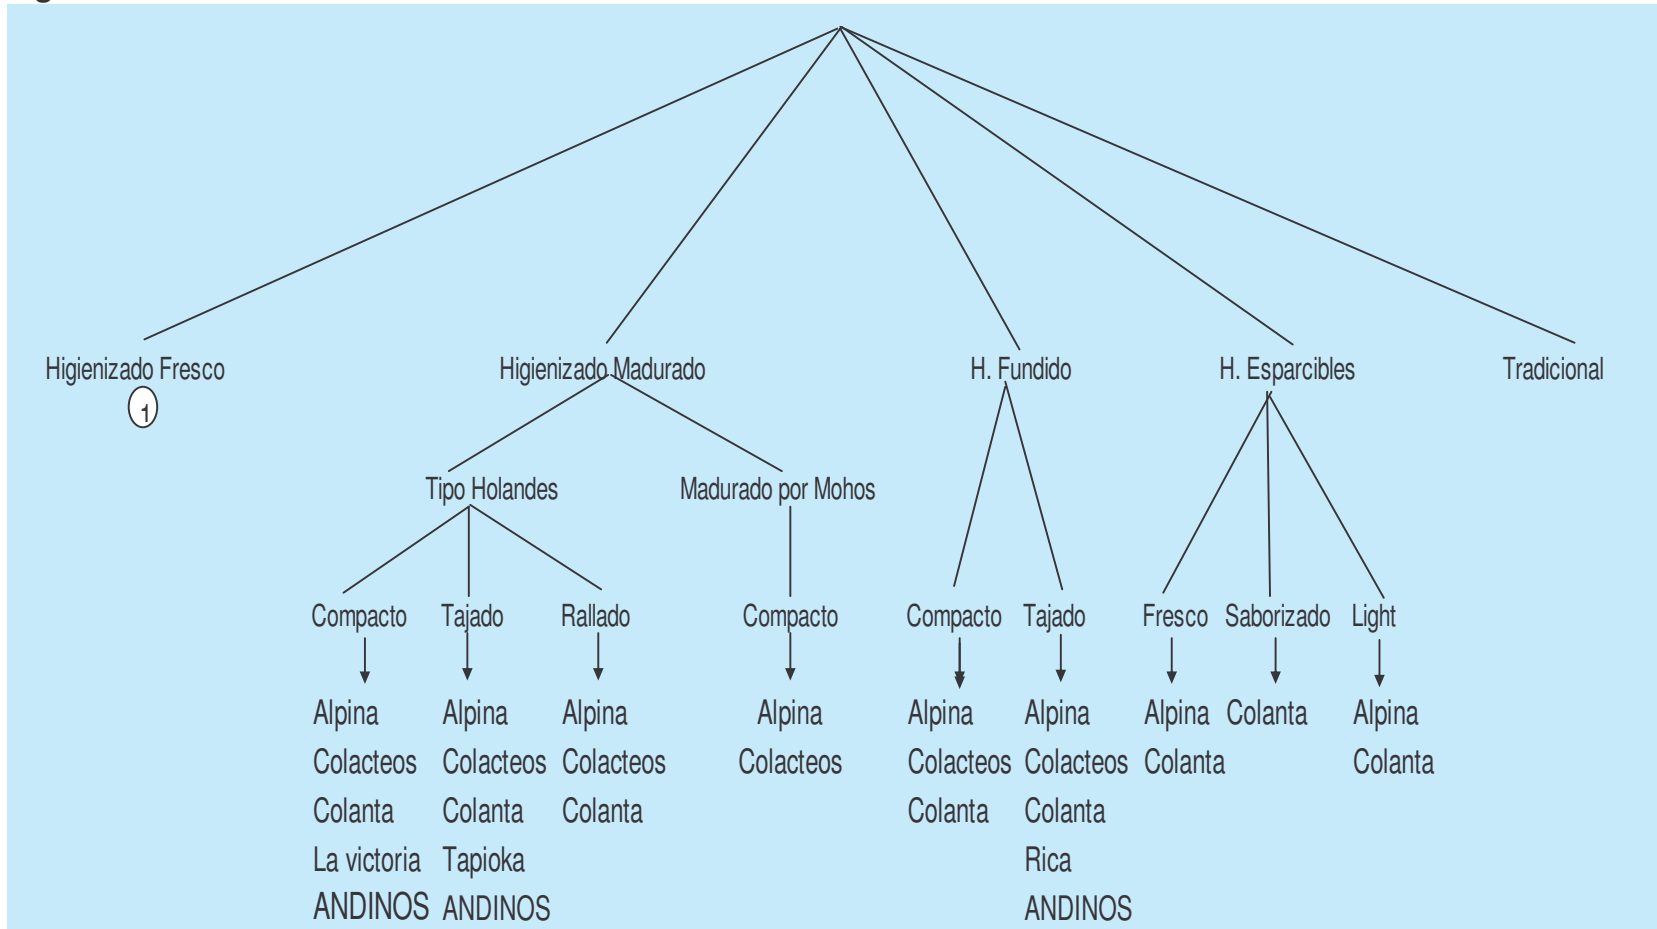 Higienizado Fresco Higienizado Madurado H. Fundido H. Esparcibles Tradicional
1
Tipo Holandes Madurado por Mohos
Compacto Tajado Rallado Compacto Compacto Tajado Fresco Saborizado Light
Alpina Alpina Alpina Alpina Alpina Alpina Alpina Colanta Alpina
Colacteos Colacteos Colacteos Colacteos Colacteos Colacteos Colanta Colanta
Colanta Colanta Colanta Colanta Colanta
La victoria Tapioka Rica
ANDINOS ANDINOS ANDINOS